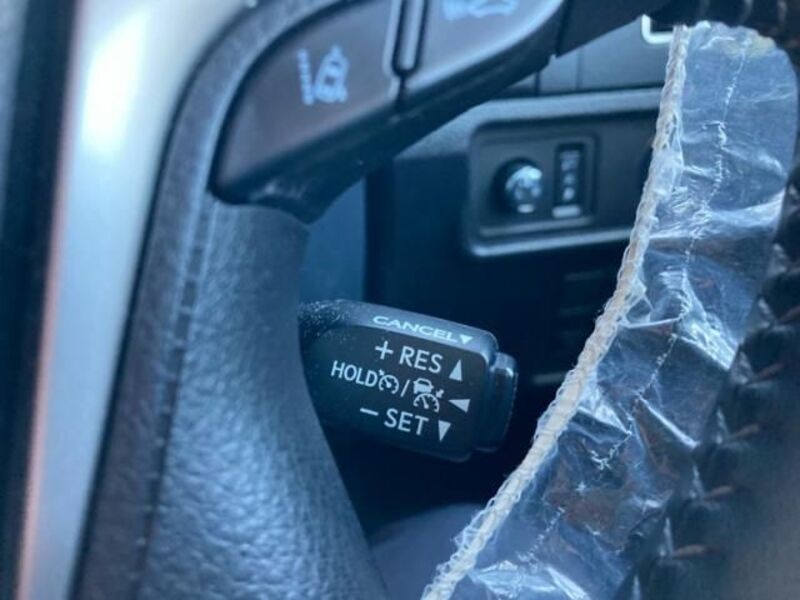 CANCEL▼
+ RES ▲
HOLD /
− SET ▼